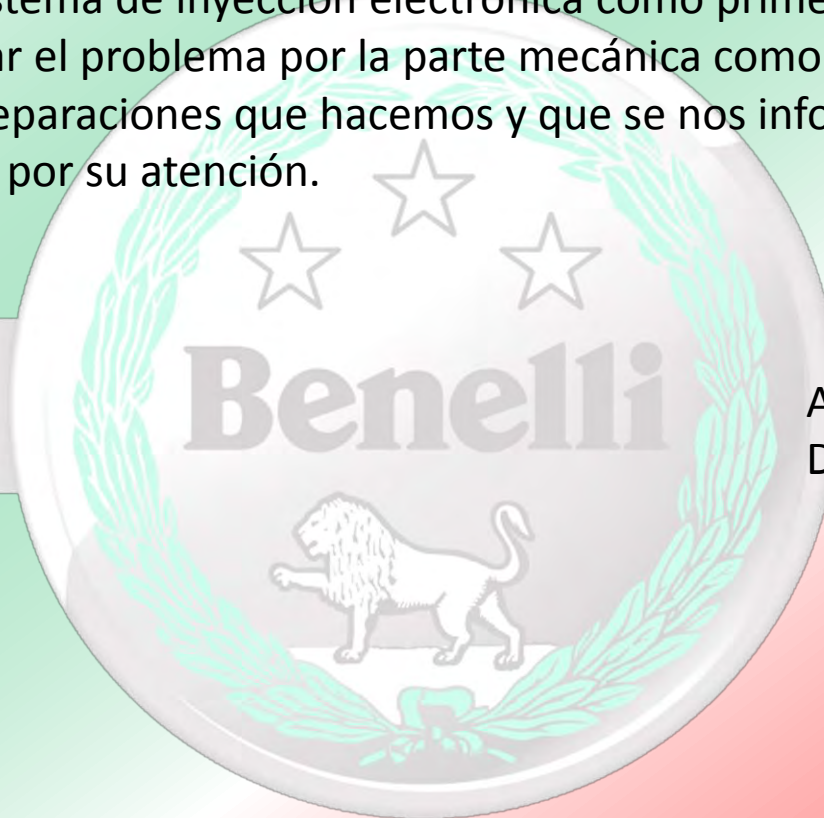 sistema de inyección electrónica como prime
ar el problema por la parte mecánica como
eparaciones que hacemos y que se nos info
por su atención.
Benelli
A
D